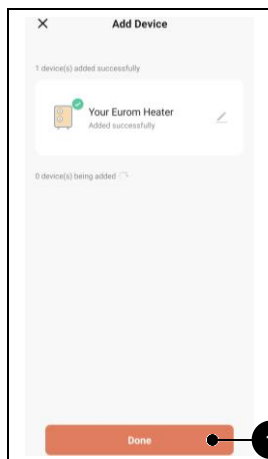 Add Device
1 device(s) added successfully
Your Eurom Heater
Added successfully
0 device(s) being added
Done